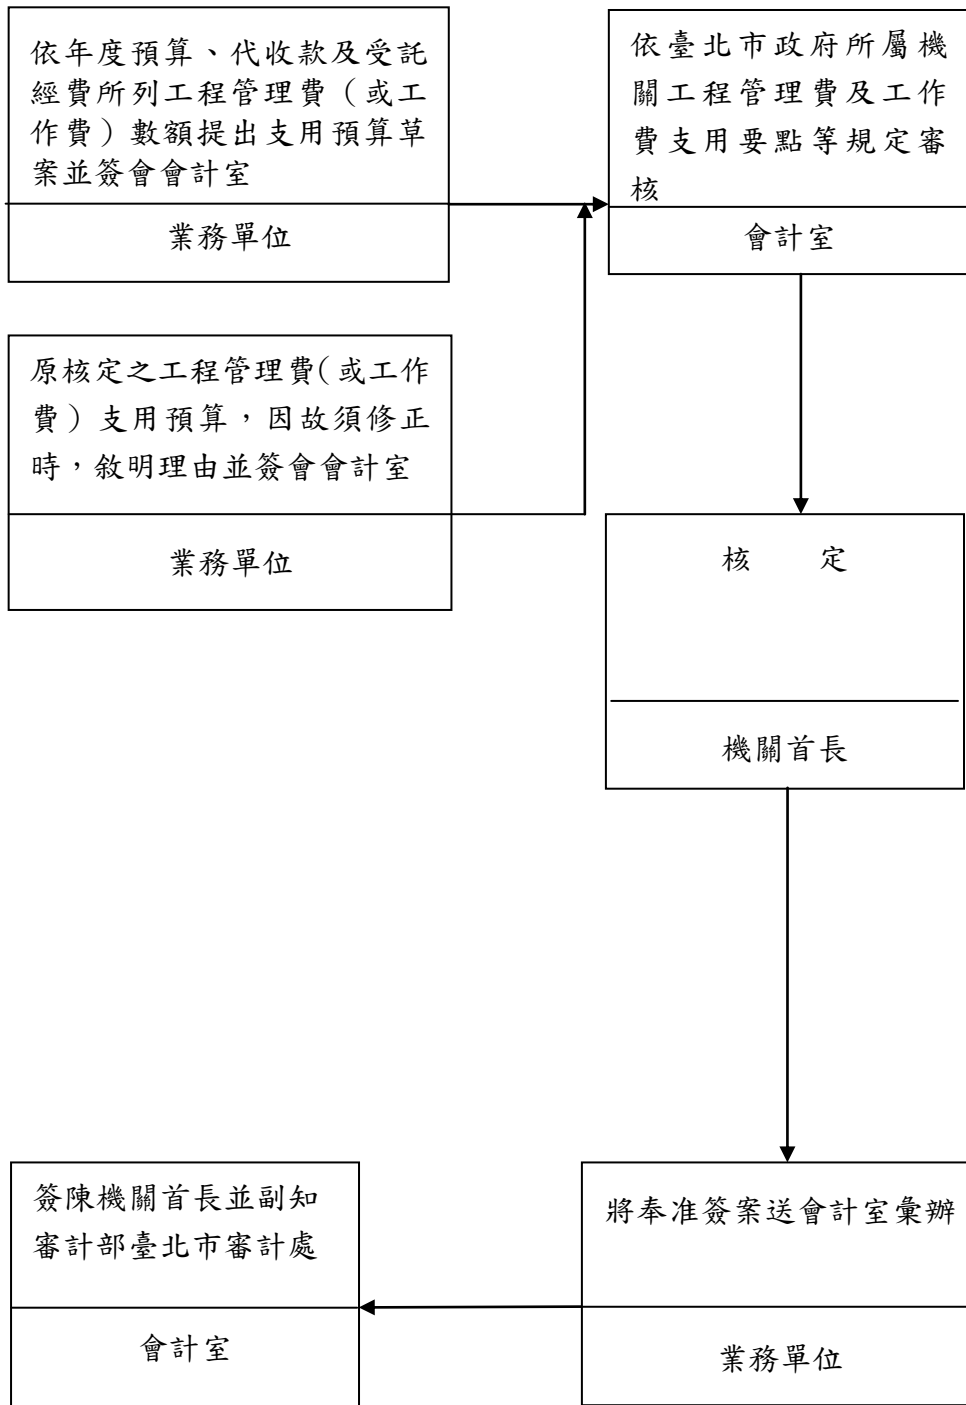 依年度預算、代收款及受託
經費所列工程管理費（或工
作費）數額提出支用預算草
案並簽會會計室
業務單位
依臺北市政府所屬機
關工程管理費及工作
費支用要點等規定審
核
會計室
原核定之工程管理費（或工作
費）支用預算，因故須修正
時，敘明理由並簽會會計室
業務單位
核　　定
機關首長
將奉准簽案送會計室彙辦
業務單位
簽陳機關首長並副知
審計部臺北市審計處
會計室